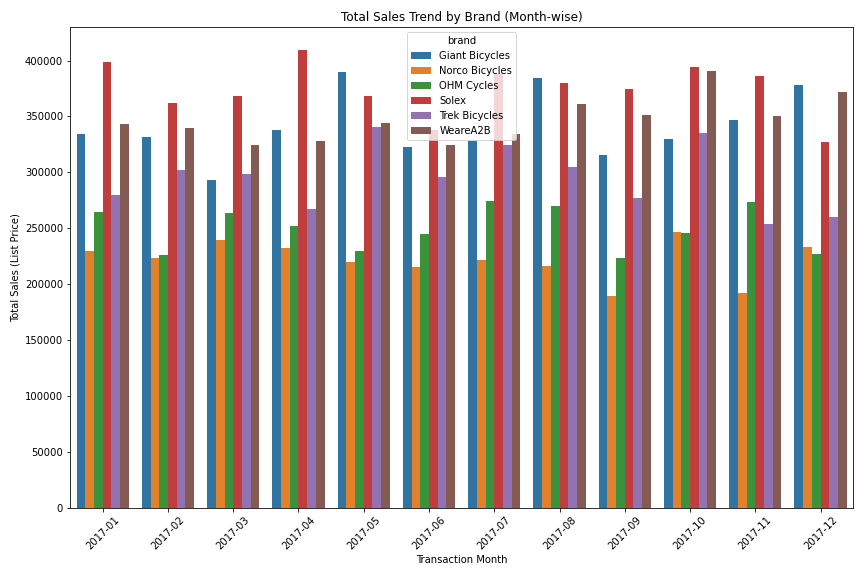 Total Sales Trend by Brand (Month-wise)
brand
Giant Bicycles
Norco Bicycles
OHM Cycles
Solex
Trek Bicycles
WeareA2B
Total Sales (List Price)
400000
350000
300000
250000
200000
150000
100000
50000
0
2017-01
2017-02
2017-03
2017-04
2017-05
2017-06
2017-07
2017-08
2017-09
2017-10
2017-11
2017-12
Transaction Month